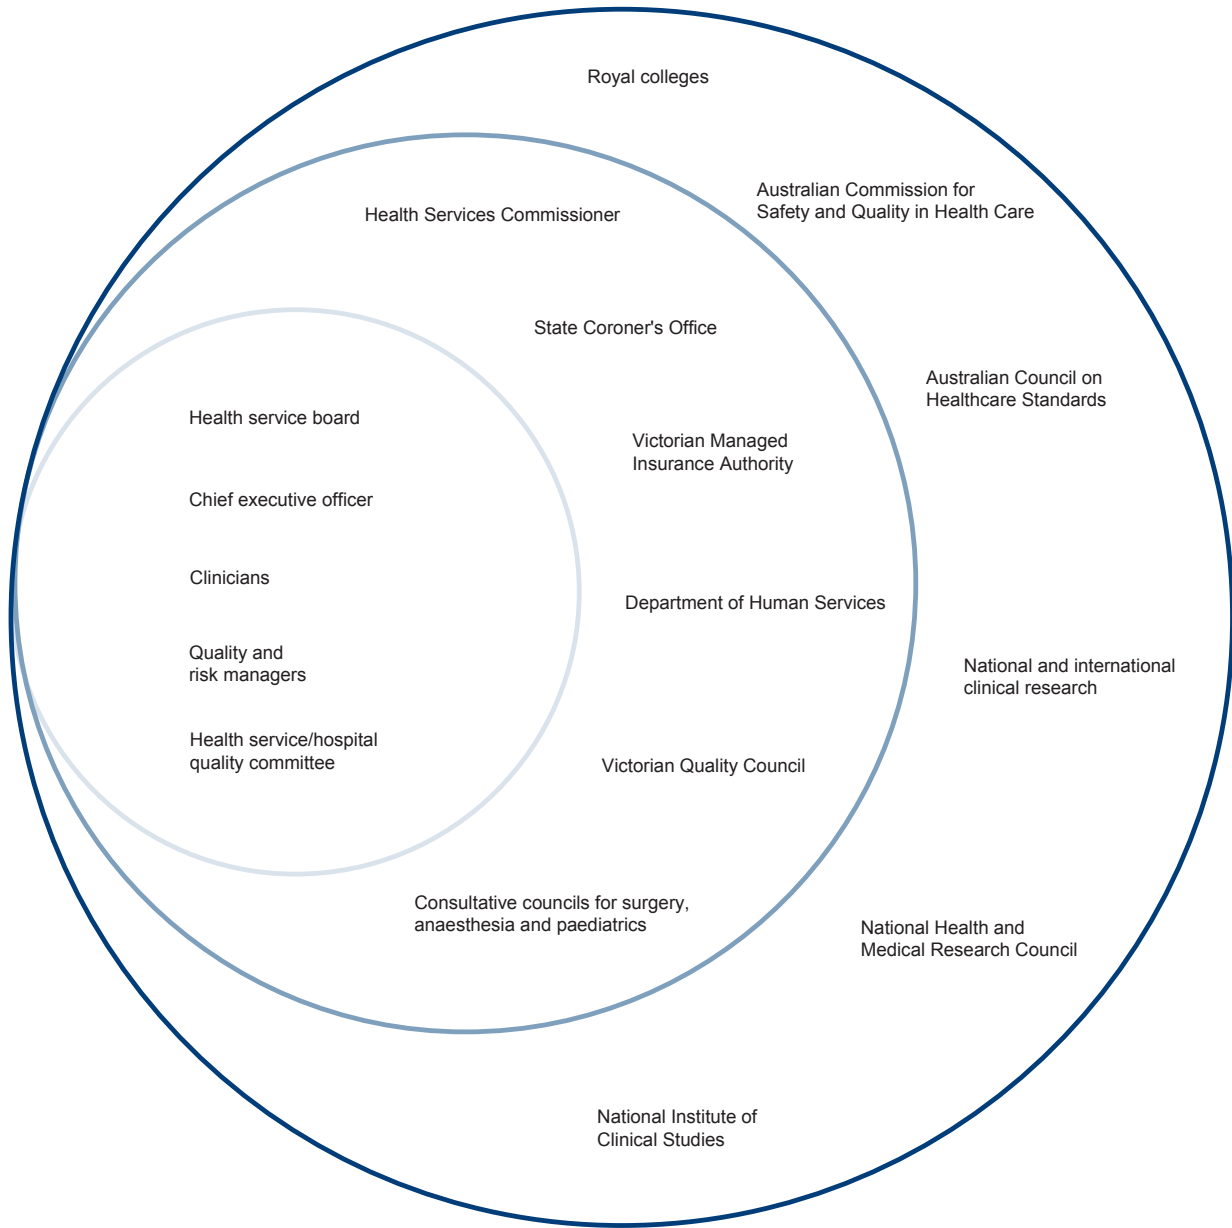 Royal colleges
Australian Commission for
Safety and Quality in Health Care
Health Services Commissioner
State Coroner's Office
Australian Council on
Healthcare Standards
Health service board
Victorian Managed
Insurance Authority
Chief executive officer
Clinicians
Department of Human Services
Quality and
risk managers
National and international
clinical research
Health service/hospital
quality committee
Victorian Quality Council
Consultative councils for surgery,
anaesthesia and paediatrics
National Health and
Medical Research Council
National Institute of
Clinical Studies